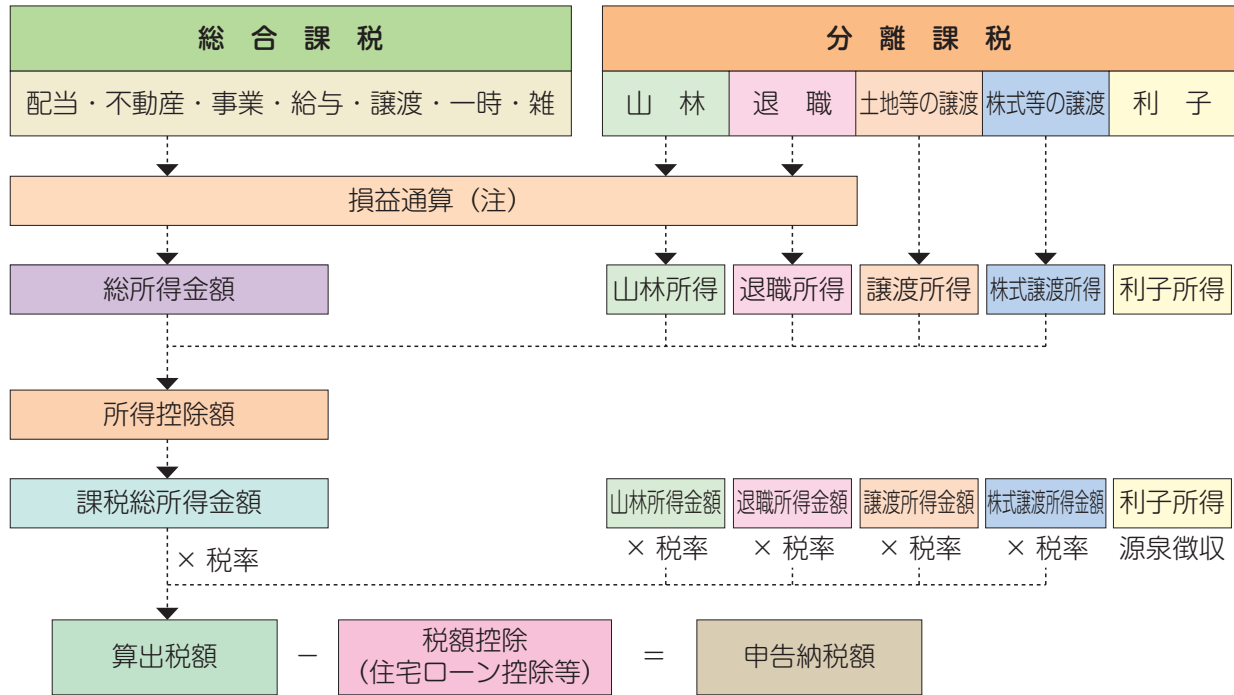 総合課税
分離課税
配当・不動産・事業・給与・譲渡・一時・雑
山林
退職
土地等の譲渡
株式等の譲渡
利子
損益通算（注）
総所得金額
山林所得
退職所得
譲渡所得
株式譲渡所得
利子所得
所得控除額
課税総所得金額
山林所得金額
退職所得金額
譲渡所得金額
株式譲渡所得金額
利子所得
× 税率
× 税率
× 税率
× 税率
× 税率
源泉徴収
算出税額
−
税額控除
（住宅ローン控除等）
＝
申告納税額